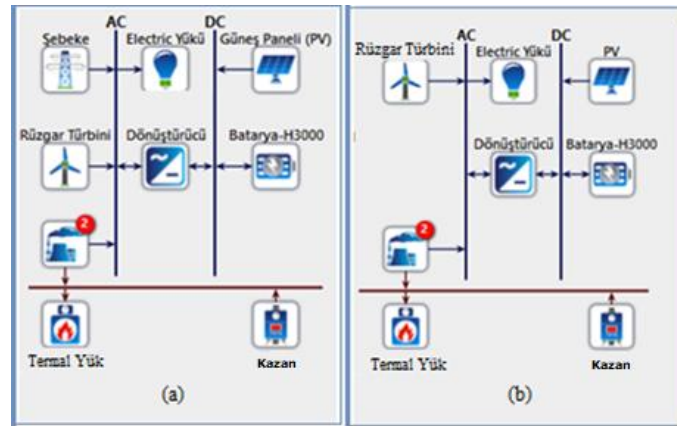 AC DC
Şebeke Electric Yükü Güneş Paneli (PV)
Rüzgar Türbini Dönüştürücü Batarya-H3000
2
Termal Yük Kazan
(a)
AC DC
Rüzgar Türbini Electric Yükü PV
Dönüştürücü Batarya-H3000
2
Termal Yük Kazan
(b)